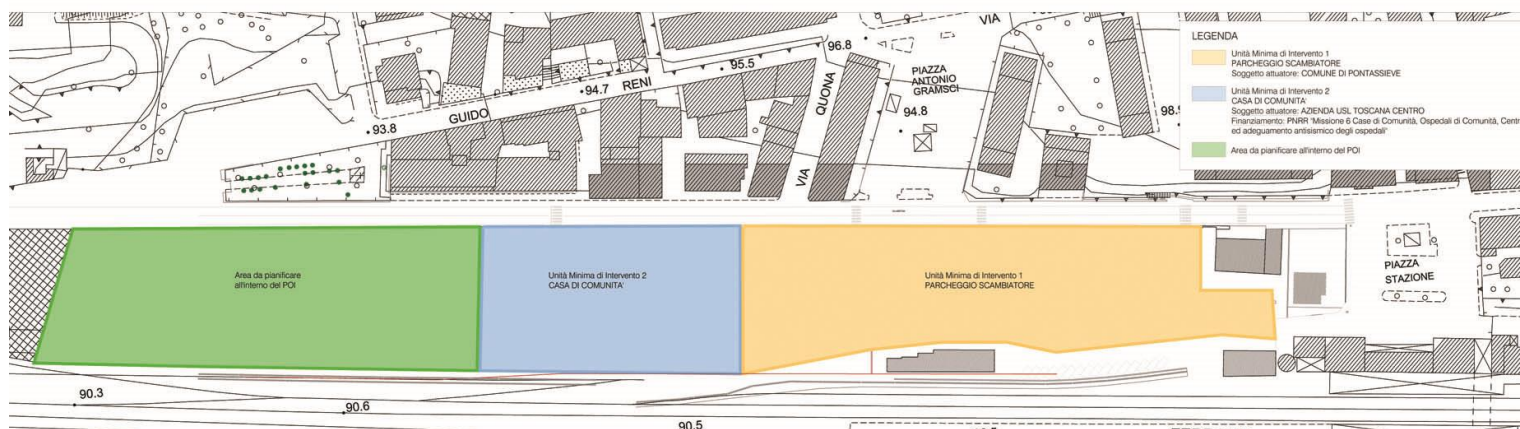 VIA
96.8
95.5
RENI
94.7
GUIDO
93.8
VIA QUONA
PIAZZA
ANTONIO
GRAMSCI
94.8
98.9
LEGENDA
Unità Minima di Intervento 1
PARCHEGGIO SCAMBIATORE
Soggetto attuatore: COMUNE DI PONTASSIEVE
Unità Minima di Intervento 2
CASA DI COMUNITA'
Soggetto attuatore: AZIENDA USL TOSCANA CENTRO
Finanziamento: PNRR "Missione 6 Case di Comunità, Ospedali di Comunità, Centr
ed adeguamento antisismico degli ospedali"
Area da pianificare all'interno del POI
Area da pianificare
all'interno del POI
Unità Minima di Intervento 2
CASA DI COMUNITA'
Unità Minima di Intervento 1
PARCHEGGIO SCAMBIATORE
PIAZZA
STAZIONE
90.3
90.6
90.5